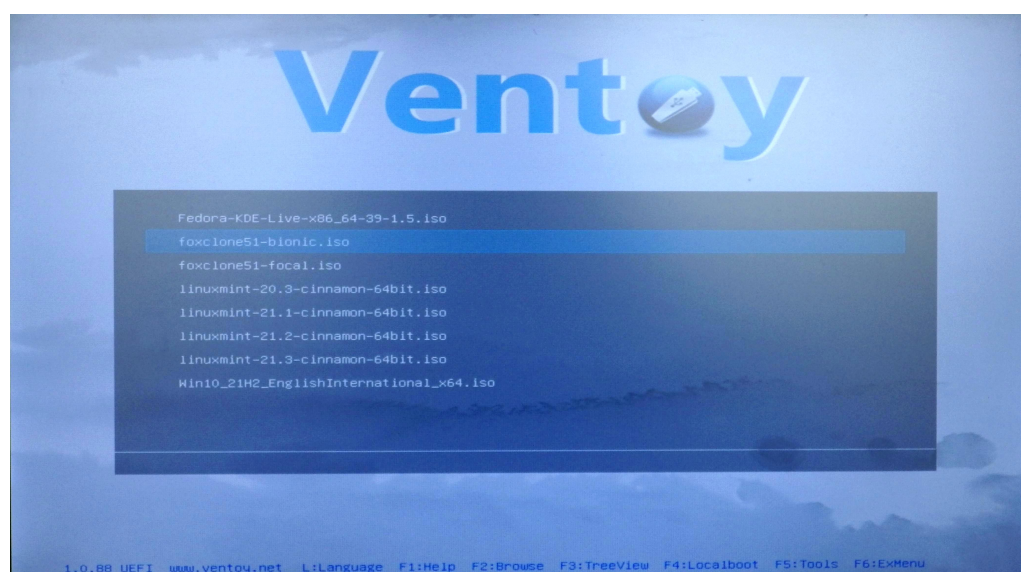 Ventoy
Fedora-KDE-Live-x86_64-39-1.5.iso
foxclone51-bionic.iso
foxclone51-focal.iso
linuxmint-20.3-cinnamon-64bit.iso
linuxmint-21.1-cinnamon-64bit.iso
linuxmint-21.2-cinnamon-64bit.iso
linuxmint-21.3-cinnamon-64bit.iso
Win10_21H2_EnglishInternational_x64.iso
1.0.88 UEFI www.ventoy.net L:Language F1:Help F2:Browse F3:TreeView F4:Localboot F5:Tools F6:ExMenu